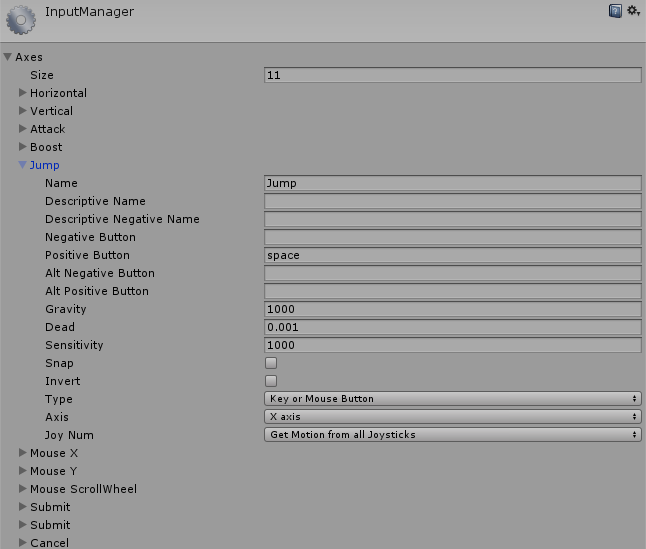 InputManager
Axes
Size 11
Horizontal
Vertical
Attack
Boost
Jump
Name Jump
Descriptive Name
Descriptive Negative Name
Negative Button
Positive Button space
Alt Negative Button
Alt Positive Button
Gravity 1000
Dead 0.001
Sensitivity 1000
Snap
Invert
Type Key or Mouse Button
Axis X axis
Joy Num Get Motion from all Joysticks
Mouse X
Mouse Y
Mouse ScrollWheel
Submit
Submit
Cancel